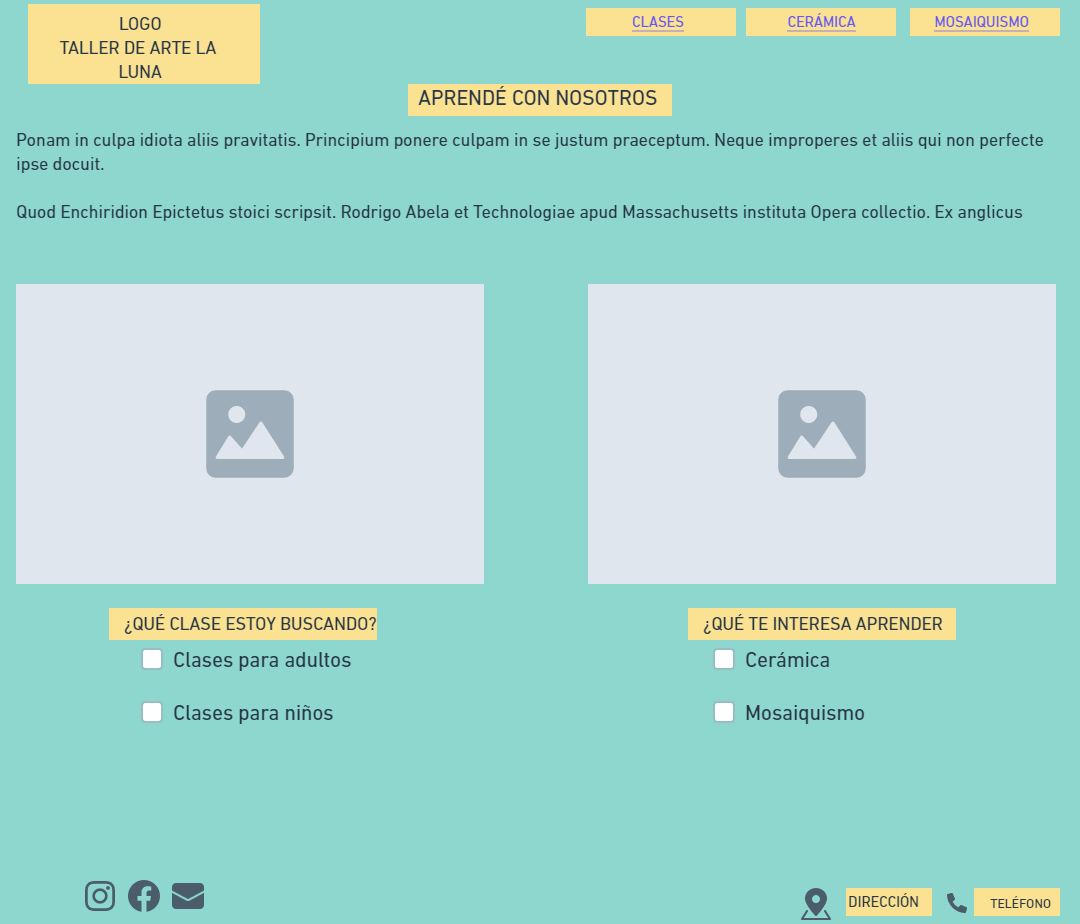 LOGO
TALLER DE ARTE LA
LUNA
CLASES
CERÁMICA
MOSAIQUISMO
APRENDÉ CON NOSOTROS
Ponam in culpa idiota aliis pravitatis. Principium ponere culpam in se justum praeceptum. Neque improperes et aliis qui non perfecte
ipse docuit.
Quod Enchiridion Epictetus stoici scripsit. Rodrigo Abela et Technologiae apud Massachusetts instituta Opera collectio. Ex anglicus
¿QUÉ CLASE ESTOY BUSCANDO?
Clases para adultos
Clases para niños
¿QUÉ TE INTERESA APRENDER
Cerámica
Mosaiquismo
DIRECCIÓN
TELÉFONO